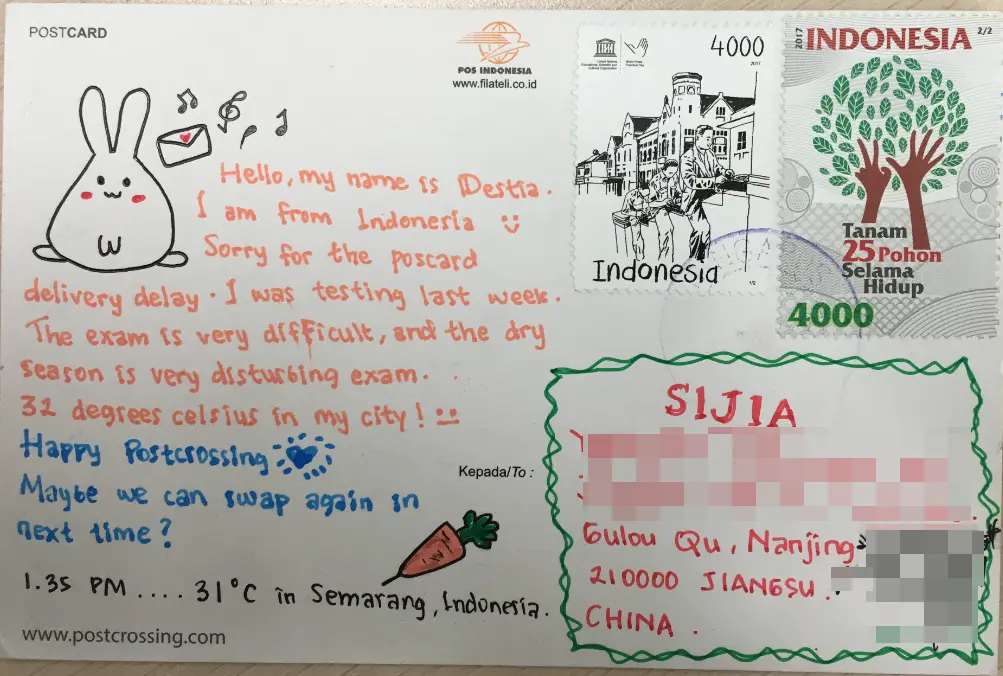 POSTCARD
POS INDONESIA
www.filateli.co.id
4000
2017
Indonesia
1/2
2017
INDONESIA
2/2
Tanam
25 Pohon
Selama
Hidup
4000
Hello, my name is Destia.
I am from Indonesia
Sorry for the poscard
delivery delay. I was testing last week.
The exam is very difficult, and the dry
season is very disturbing exam.
32 degrees celsius in my city!
Happy Postcrossing
Maybe we can swap again in
next time?
1.35 PM .... 31°C in Semarang, Indonesia.
www.postcrossing.com
Kepada/To :
SIJIA
Gulou Qu, Nanjing
210000 JIANGSU.
CHINA.